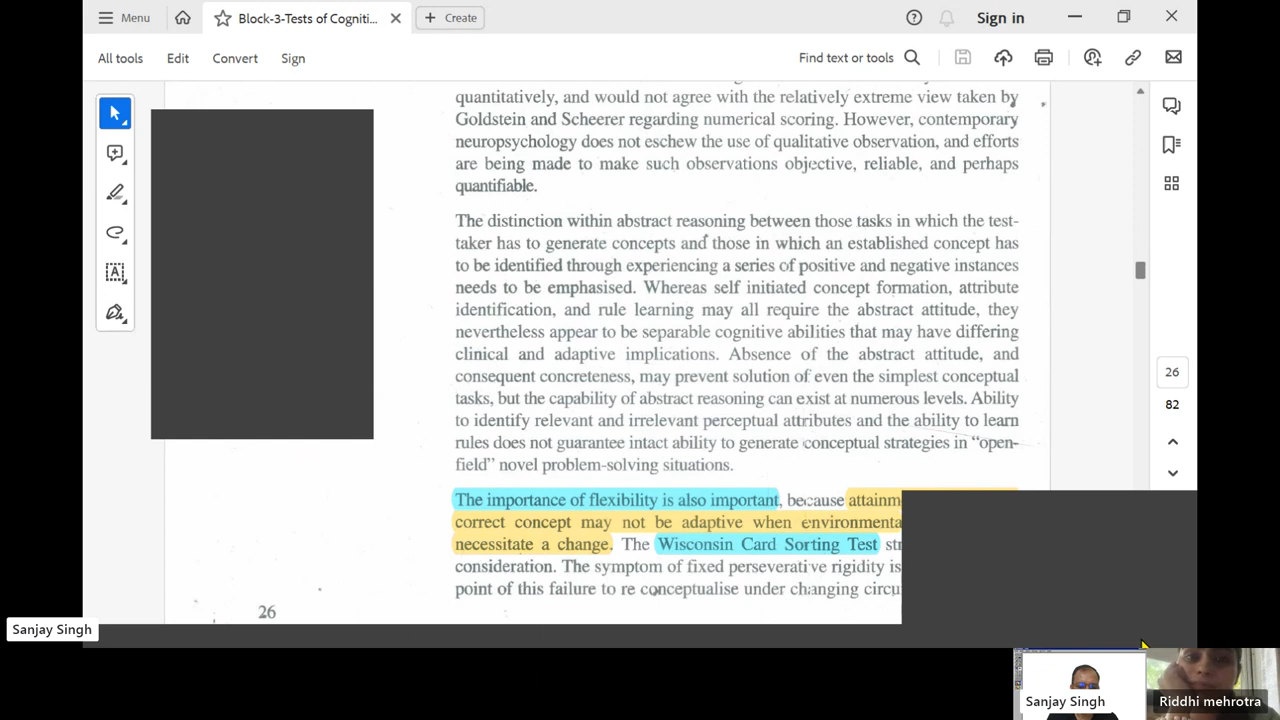 Menu
Block-3-Tests of Cogniti...
Create
Sign in
All tools
Edit
Convert
Sign
Find text or tools
quantitatively, and would not agree with the relatively extreme view taken by
Goldstein and Scheerer regarding numerical scoring. However, contemporary
neuropsychology does not eschew the use of qualitative observation, and efforts
are being made to make such observations objective, reliable, and perhaps
quantifiable.
The distinction within abstract reasoning between those tasks in which the test-
taker has to generate concepts and those in which an established concept has
to be identified through experiencing a series of positive and negative instances
needs to be emphasised. Whereas self initiated concept formation, attribute
identification, and rule learning may all require the abstract attitude, they
nevertheless appear to be separable cognitive abilities that may have differing
clinical and adaptive implications. Absence of the abstract attitude, and
consequent concreteness, may prevent solution of even the simplest conceptual
tasks, but the capability of abstract reasoning can exist at numerous levels. Ability
to identify relevant and irrelevant perceptual attributes and the ability to learn
rules does not guarantee intact ability to generate conceptual strategies in “open-
field” novel problem-solving situations.
The importance of flexibility is also important, because
correct concept may not be adaptive when
necessitate a change. The Wisconsin Card Sorting Test
consideration. The symptom of fixed perseverative rigidity is
point of this failure to re conceptualise under changing
26
26
82
Sanjay Singh
Sanjay Singh
Riddhi mehrotra